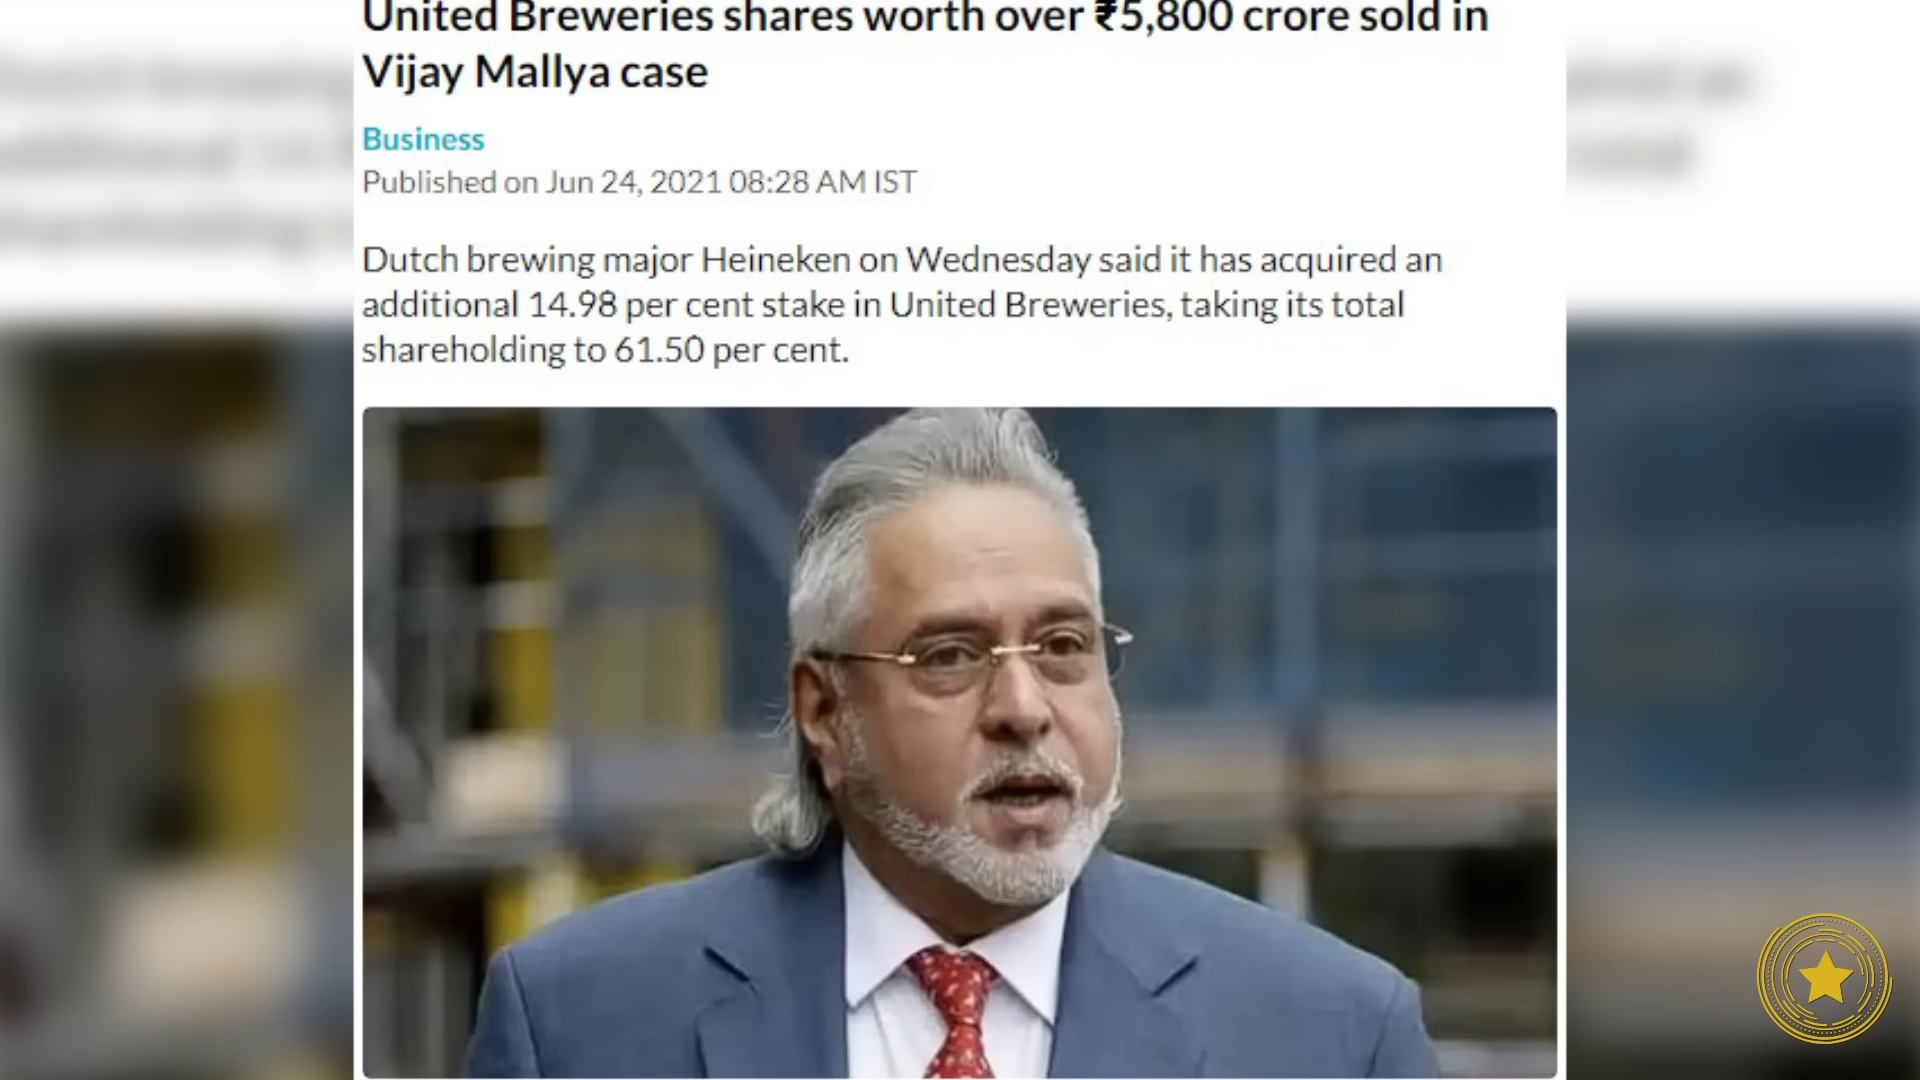 United Breweries shares worth over ₹5,800 crore sold in
Vijay Mallya case
Business
Published on Jun 24, 2021 08:28 AM IST
Dutch brewing major Heineken on Wednesday said it has acquired an
additional 14.98 per cent stake in United Breweries, taking its total
shareholding to 61.50 per cent.